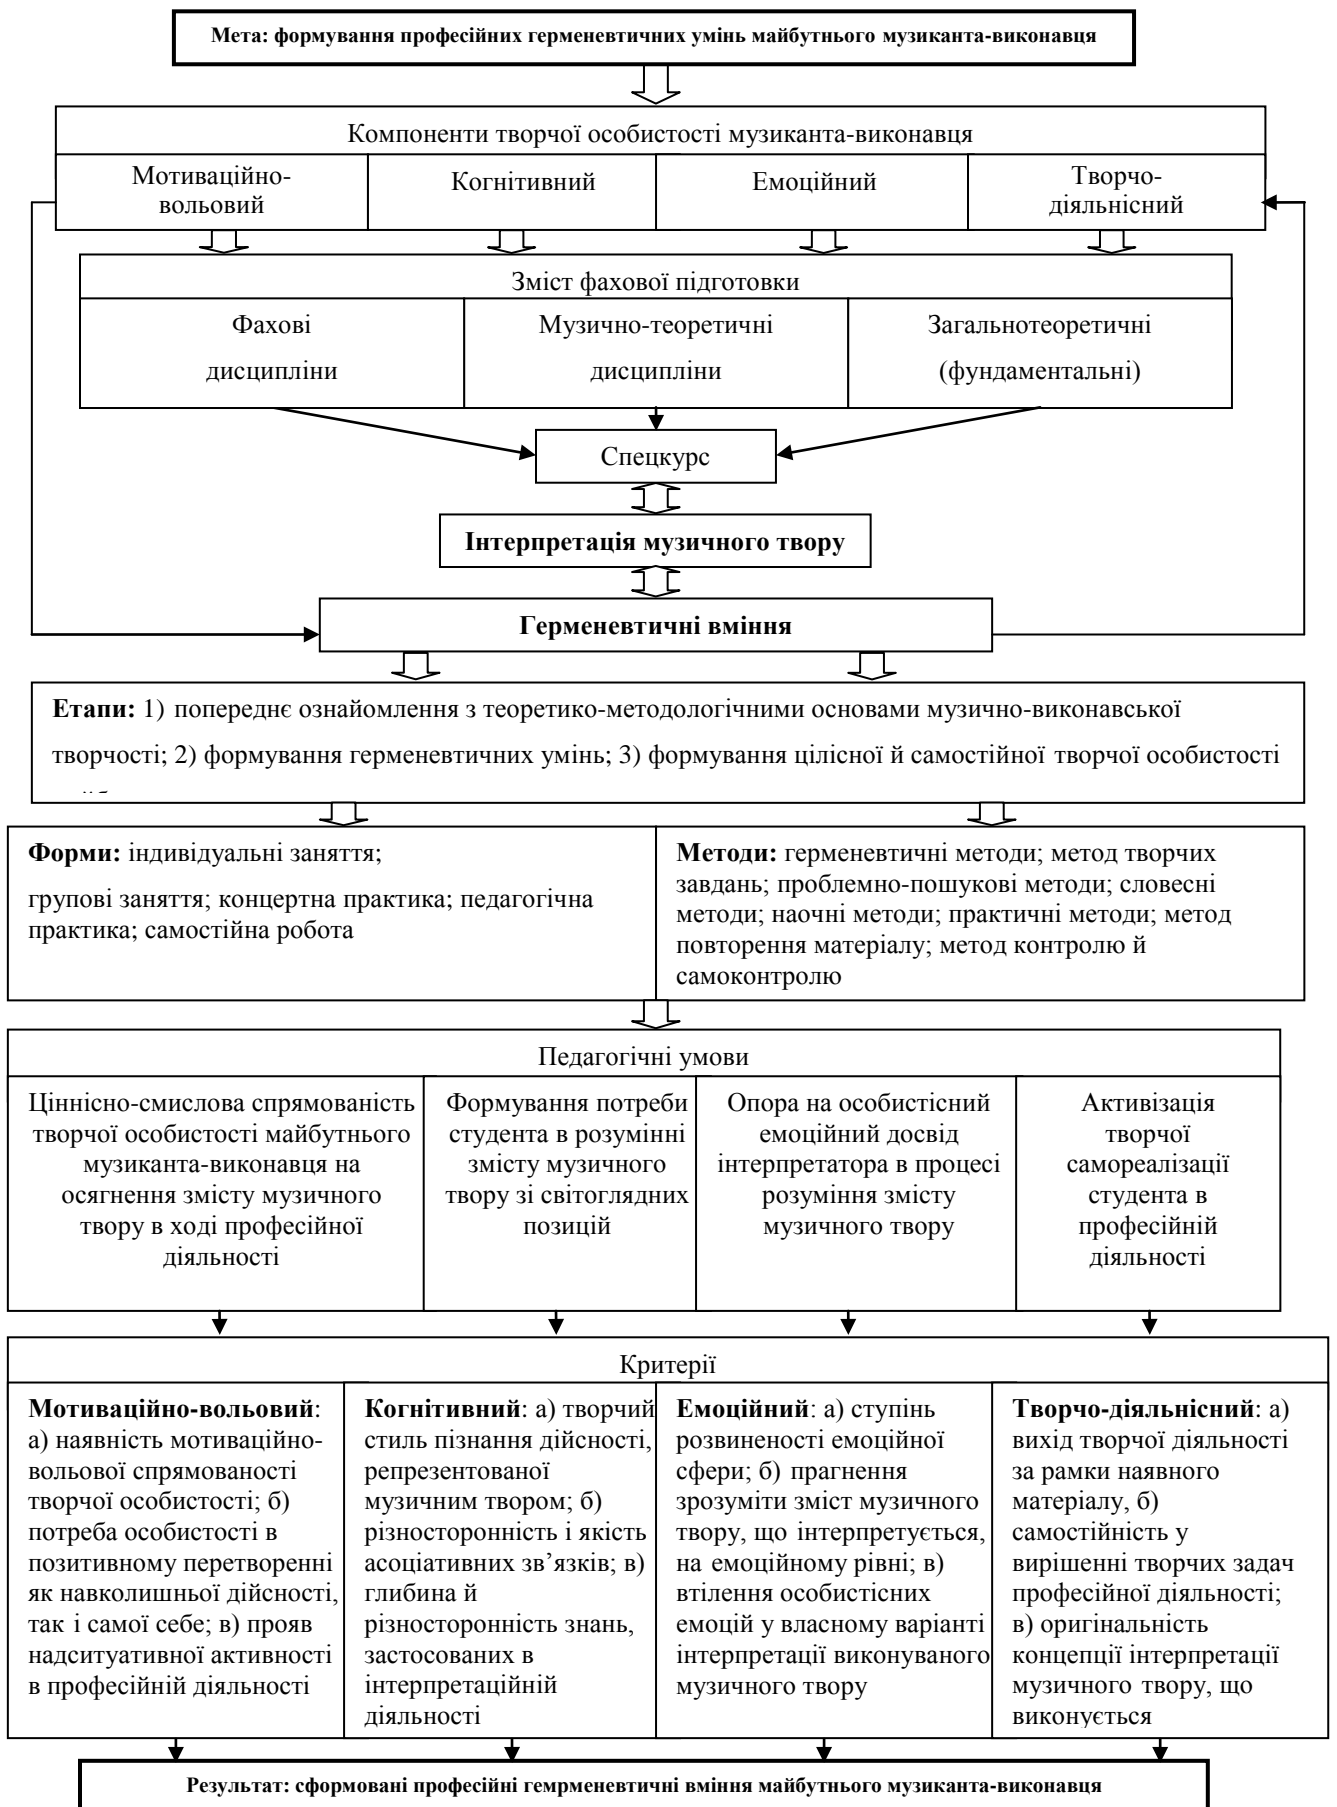 Мета: формування професійних герменевтичних умінь майбутнього музиканта-виконавця
Компоненти творчої особистості музиканта-виконавця
Мотиваційно-
вольовий
Когнітивний
Емоційний
Творчо-
діяльнісний
Зміст фахової підготовки
Фахові
дисципліни
Музично-теоретичні
дисципліни
Загальнотеоретичні
(фундаментальні)
Спецкурс
Інтерпретація музичного твору
Герменевтичні вміння
Етапи: 1) попереднє ознайомлення з теоретико-методологічними основами музично-виконавської
творчості; 2) формування герменевтичних умінь; 3) формування цілісної й самостійної творчої особистості
Форми: індивідуальні заняття;
групові заняття; концертна практика; педагогічна
практика; самостійна робота
Методи: герменевтичні методи; метод творчих
завдань; проблемно-пошукові методи; словесні
методи; наочні методи; практичні методи; метод
повторення матеріалу; метод контролю й
самоконтролю
Педагогічні умови
Ціннісно-смислова спрямованість
творчої особистості майбутнього
музиканта-виконавця на
осягнення змісту музичного
твору в ході професійної
діяльності
Формування потреби
студента в розумінні
змісту музичного
твору зі світоглядних
позицій
Опора на особистісний
емоційний досвід
інтерпретатора в процесі
розуміння змісту
музичного твору
Активізація
творчої
самореалізації
студента в
професійній
діяльності
Критерії
Мотиваційно-вольовий:
а) наявність мотиваційно-
вольової спрямованості
творчої особистості; б)
потреба особистості в
позитивному перетворенні
як навколишньої дійсності,
так і самої себе; в) прояв
надситуативної активності
в професійній діяльності
Когнітивний: а) творчий
стиль пізнання дійсності,
репрезентованої
музичним твором; б)
різносторонність і якість
асоціативних зв’язків; в)
глибина й
різносторонність знань,
застосованих в
інтерпретаційній
діяльності
Емоційний: а) ступінь
розвиненості емоційної
сфери; б) прагнення
зрозуміти зміст музичного
твору, що інтерпретується,
на емоційному рівні; в)
втілення особистісних
емоцій у власному варіанті
інтерпретації виконуваного
музичного твору
Творчо-діяльнісний: а)
вихід творчої діяльності
за рамки наявного
матеріалу, б)
самостійність у
вирішенні творчих задач
професійної діяльності;
в) оригінальність
концепції інтерпретації
музичного твору, що
виконується
Результат: сформовані професійні гемрменевтичні вміння майбутнього музиканта-виконавця